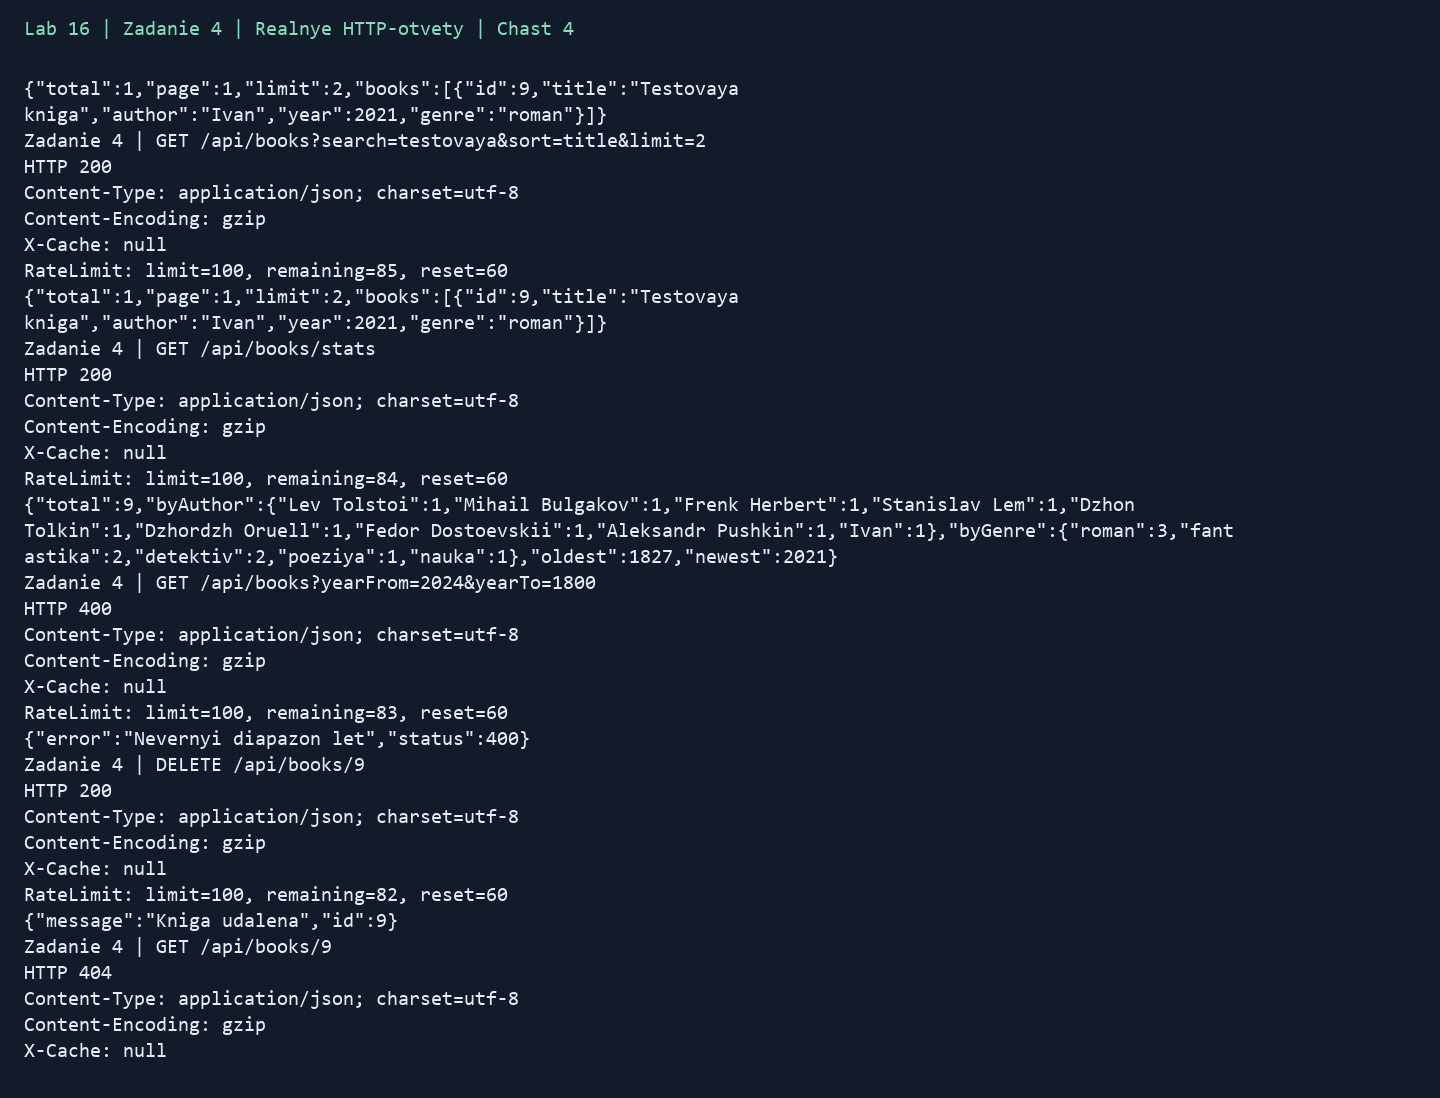 Lab 16 | Zadanie 4 | Realnye HTTP-otvety | Chast 4
{"total":1,"page":1,"limit":2,"books":[{"id":9,"title":"Testovaya
kniga","author":"Ivan","year":2021,"genre":"roman"}]}
Zadanie 4 | GET /api/books?search=testovaya&sort=title&limit=2
HTTP 200
Content-Type: application/json; charset=utf-8
Content-Encoding: gzip
X-Cache: null
RateLimit: limit=100, remaining=85, reset=60
{"total":1,"page":1,"limit":2,"books":[{"id":9,"title":"Testovaya
kniga","author":"Ivan","year":2021,"genre":"roman"}]}
Zadanie 4 | GET /api/books/stats
HTTP 200
Content-Type: application/json; charset=utf-8
Content-Encoding: gzip
X-Cache: null
RateLimit: limit=100, remaining=84, reset=60
{"total":9,"byAuthor":{"Lev Tolstoi":1,"Mihail Bulgakov":1,"Frenk Herbert":1,"Stanislav Lem":1,"Dzhon
Tolkin":1,"Dzhordzh Oruell":1,"Fedor Dostoevskii":1,"Aleksandr Pushkin":1,"Ivan":1},"byGenre":{"roman":3,"fant
astika":2,"detektiv":2,"poeziya":1,"nauka":1},"oldest":1827,"newest":2021}
Zadanie 4 | GET /api/books?yearFrom=2024&yearTo=1800
HTTP 400
Content-Type: application/json; charset=utf-8
Content-Encoding: gzip
X-Cache: null
RateLimit: limit=100, remaining=83, reset=60
{"error":"Nevernyi diapazon let","status":400}
Zadanie 4 | DELETE /api/books/9
HTTP 200
Content-Type: application/json; charset=utf-8
Content-Encoding: gzip
X-Cache: null
RateLimit: limit=100, remaining=82, reset=60
{"message":"Kniga udalena","id":9}
Zadanie 4 | GET /api/books/9
HTTP 404
Content-Type: application/json; charset=utf-8
Content-Encoding: gzip
X-Cache: null